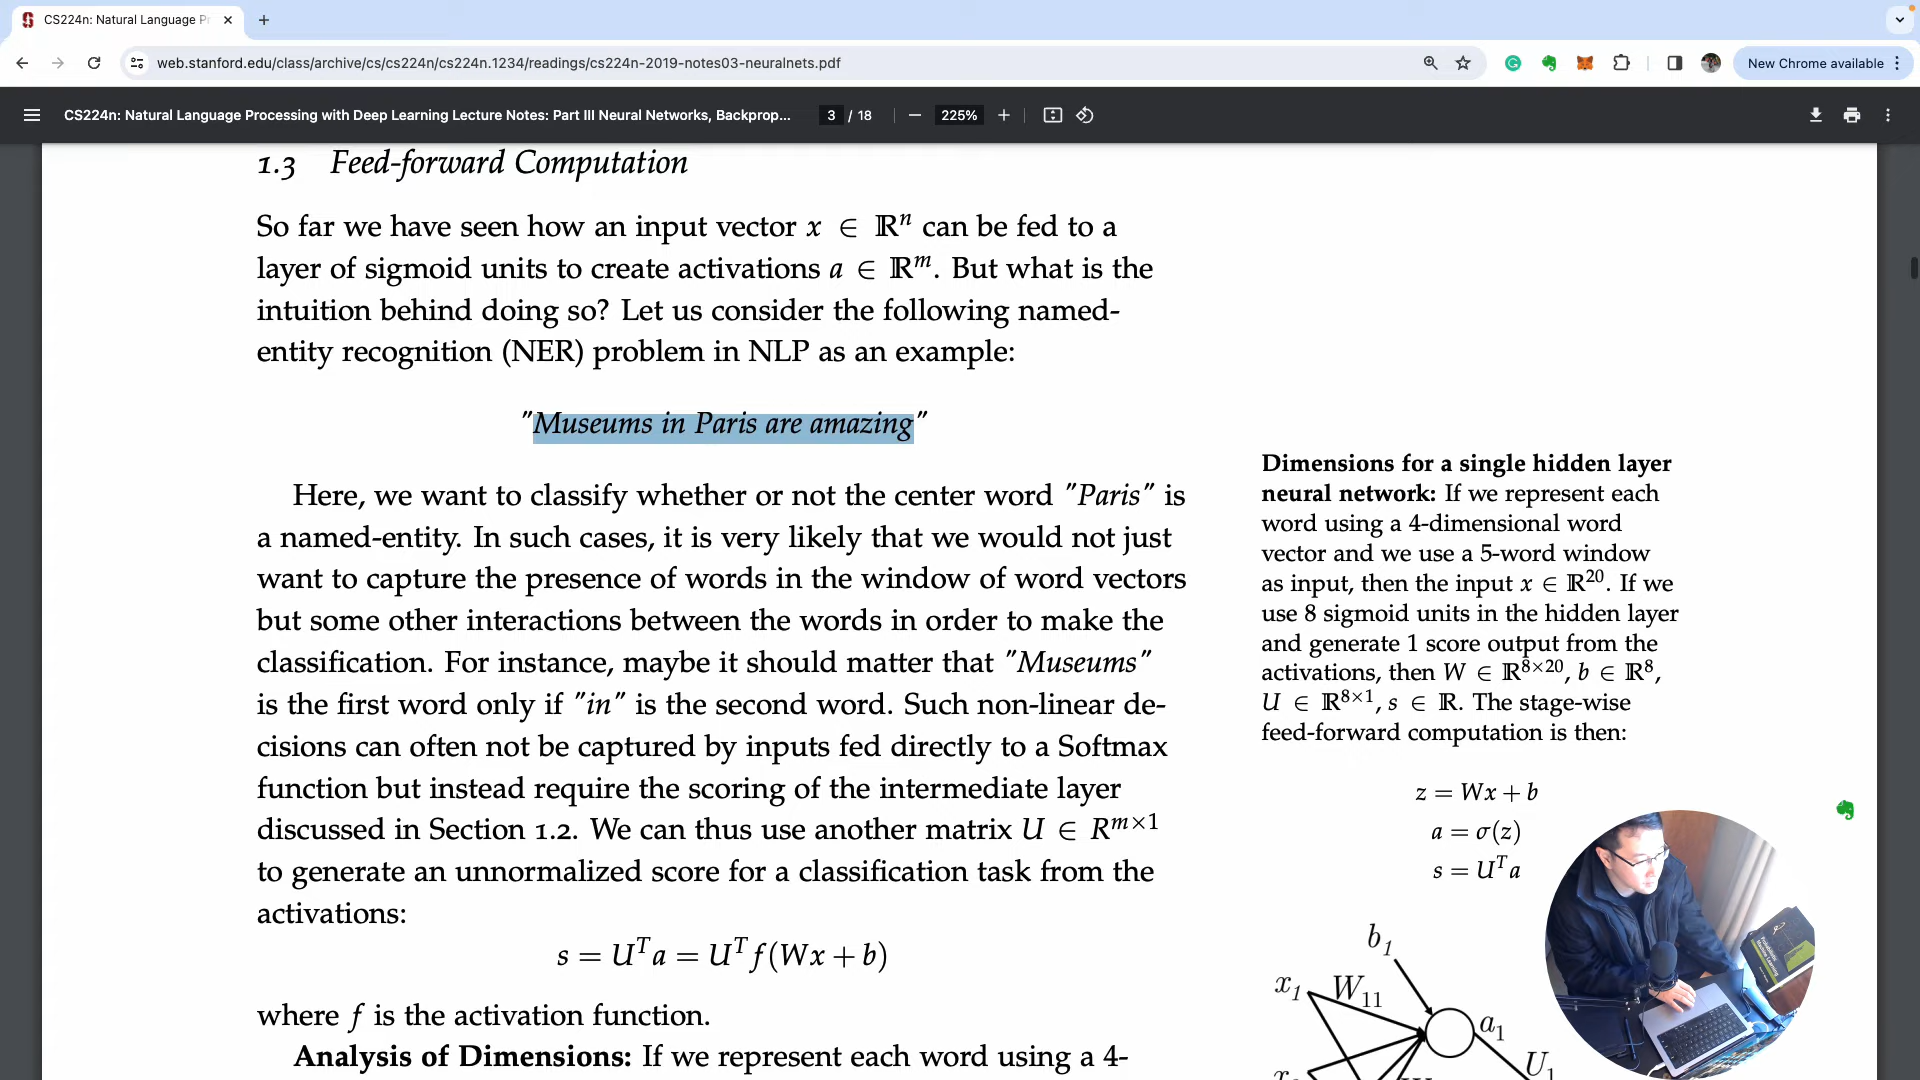 CS224n: Natural Language Pr
web.stanford.edu/class/archive/cs/cs224n/cs224n.1234/readings/cs224n-2019-notes03-neuralnets.pdf
New Chrome available
CS224n: Natural Language Processing with Deep Learning Lecture Notes: Part III Neural Networks, Backprop...
3 / 18
225%
1.3 Feed-forward Computation
So far we have seen how an input vector x ∈ ℝⁿ can be fed to a
layer of sigmoid units to create activations a ∈ ℝᵐ. But what is the
intuition behind doing so? Let us consider the following named-
entity recognition (NER) problem in NLP as an example:
"Museums in Paris are amazing"
Here, we want to classify whether or not the center word "Paris" is
a named-entity. In such cases, it is very likely that we would not just
want to capture the presence of words in the window of word vectors
but some other interactions between the words in order to make the
classification. For instance, maybe it should matter that "Museums"
is the first word only if "in" is the second word. Such non-linear de-
cisions can often not be captured by inputs fed directly to a Softmax
function but instead require the scoring of the intermediate layer
discussed in Section 1.2. We can thus use another matrix U ∈ Rᵐˣ¹
to generate an unnormalized score for a classification task from the
activations:
s = Uᵀa = Uᵀf(Wx + b)
where f is the activation function.
Analysis of Dimensions: If we represent each word using a 4-
Dimensions for a single hidden layer
neural network: If we represent each
word using a 4-dimensional word
vector and we use a 5-word window
as input, then the input x ∈ ℝ²⁰. If we
use 8 sigmoid units in the hidden layer
and generate 1 score output from the
activations, then W ∈ ℝ⁸ˣ²⁰, b ∈ ℝ⁸,
U ∈ ℝ⁸ˣ¹, s ∈ ℝ. The stage-wise
feed-forward computation is then:
z = Wx + b
a = σ(z)
s = Uᵀa
b₁
x₁ W₁₁
a₁
U₁